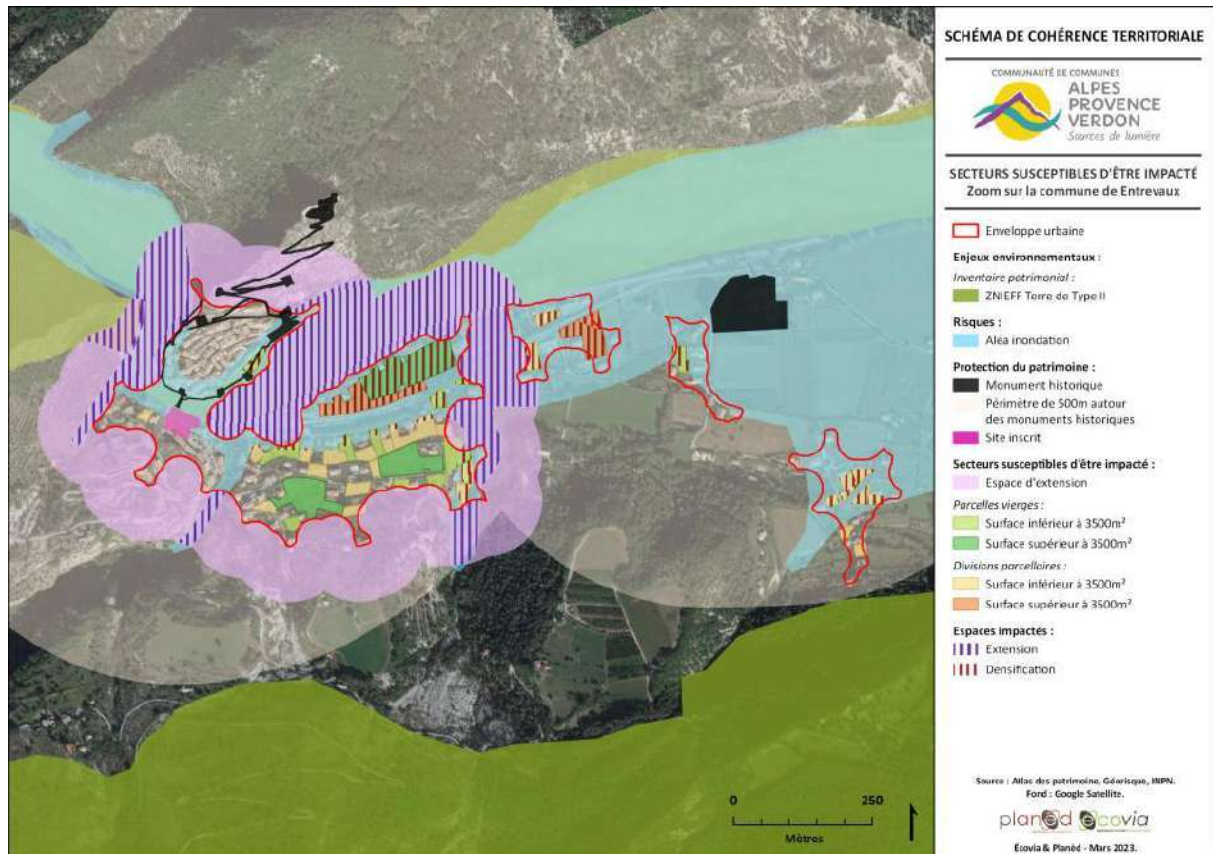 SCHÉMA DE COHÉRENCE TERRITORIALE
COMMUNAUTÉ DE COMMUNES
ALPES
PROVENCE
VERDON
Sources de lumière
SECTEURS SUSCEPTIBLES D'ÊTRE IMPACTÉ
Zoom sur la commune de Entrevaux
Enveloppe urbaine
Enjeux environnementaux :
Inventaire patrimonial :
ZNIEFF Terre de Type II
Risques :
Aléa inondation
Protection du patrimoine :
Monument historique
Périmètre de 500m autour
des monuments historiques
Site inscrit
Secteurs susceptibles d'être impacté :
Espace d'extension
Parcelles vierges :
Surface inférieur à 3500m²
Surface supérieur à 3500m²
Divisions parcellaires :
Surface inférieur à 3500m²
Surface supérieur à 3500m²
Espaces impactés :
Extension
Densification
0 250
Mètres
Source : Atlas des patrimoine, Géorisque, INPN.
Fond : Google Satellite.
planèd écovia
Écovia & Planèd - Mars 2023.